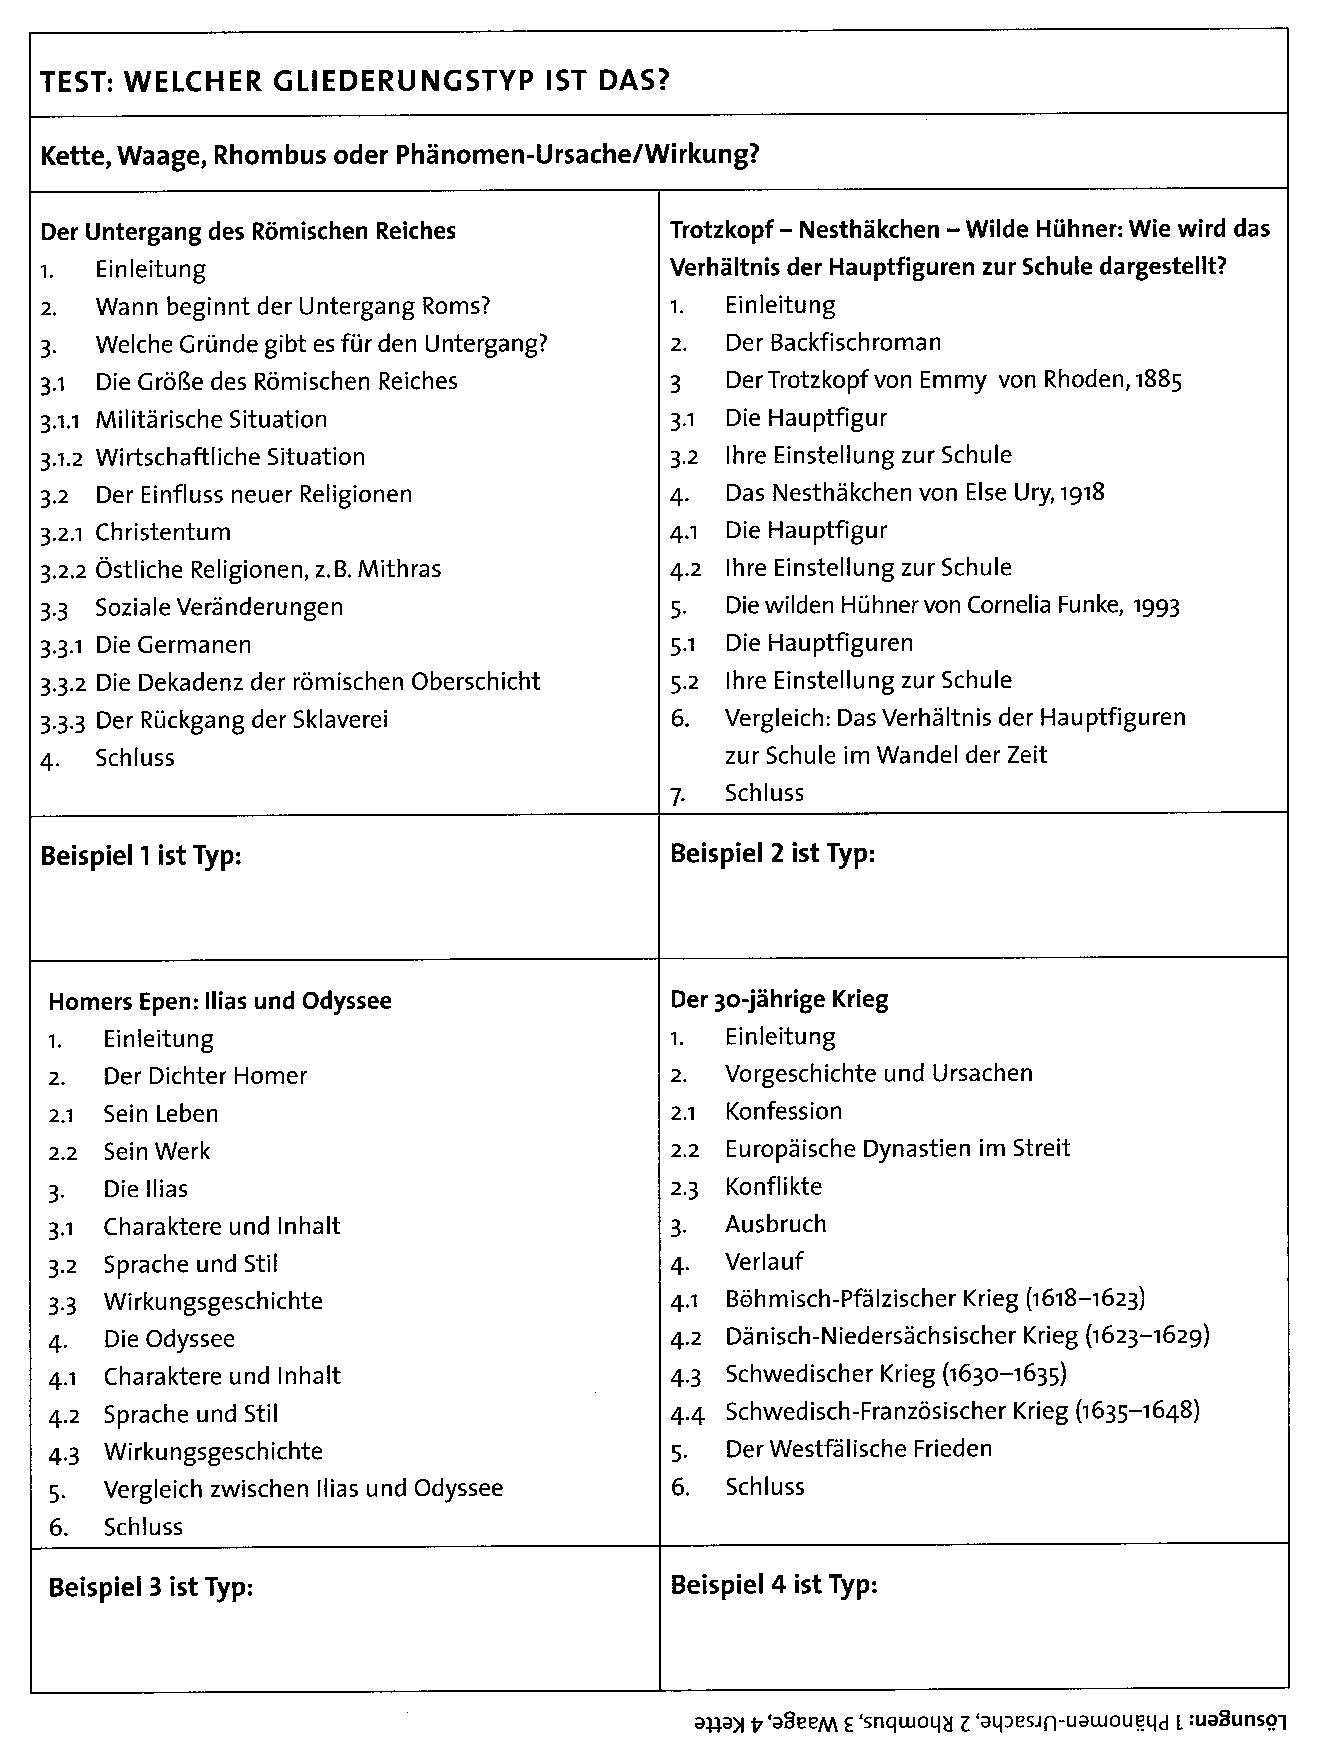 TEST: WELCHER GLIEDERUNGSTYP IST DAS?
Kette, Waage, Rhombus oder Phänomen-Ursache/Wirkung?
Der Untergang des Römischen Reiches
1. Einleitung
2. Wann beginnt der Untergang Roms?
3. Welche Gründe gibt es für den Untergang?
3.1 Die Größe des Römischen Reiches
3.1.1 Militärische Situation
3.1.2 Wirtschaftliche Situation
3.2 Der Einfluss neuer Religionen
3.2.1 Christentum
3.2.2 Östliche Religionen, z.B. Mithras
3.3 Soziale Veränderungen
3.3.1 Die Germanen
3.3.2 Die Dekadenz der römischen Oberschicht
3.3.3 Der Rückgang der Sklaverei
4. Schluss
Beispiel 1 ist Typ:
Trotzkopf – Nesthäkchen – Wilde Hühner: Wie wird das
Verhältnis der Hauptfiguren zur Schule dargestellt?
1. Einleitung
2. Der Backfischroman
3 Der Trotzkopf von Emmy von Rhoden, 1885
3.1 Die Hauptfigur
3.2 Ihre Einstellung zur Schule
4. Das Nesthäkchen von Else Ury, 1918
4.1 Die Hauptfigur
4.2 Ihre Einstellung zur Schule
5. Die wilden Hühner von Cornelia Funke, 1993
5.1 Die Hauptfiguren
5.2 Ihre Einstellung zur Schule
6. Vergleich: Das Verhältnis der Hauptfiguren
zur Schule im Wandel der Zeit
7. Schluss
Beispiel 2 ist Typ:
Homers Epen: Ilias und Odyssee
1. Einleitung
2. Der Dichter Homer
2.1 Sein Leben
2.2 Sein Werk
3. Die Ilias
3.1 Charaktere und Inhalt
3.2 Sprache und Stil
3.3 Wirkungsgeschichte
4. Die Odyssee
4.1 Charaktere und Inhalt
4.2 Sprache und Stil
4.3 Wirkungsgeschichte
5. Vergleich zwischen Ilias und Odyssee
6. Schluss
Beispiel 3 ist Typ:
Der 30-jährige Krieg
1. Einleitung
2. Vorgeschichte und Ursachen
2.1 Konfession
2.2 Europäische Dynastien im Streit
2.3 Konflikte
3. Ausbruch
4. Verlauf
4.1 Böhmisch-Pfälzischer Krieg (1618–1623)
4.2 Dänisch-Niedersächsischer Krieg (1623–1629)
4.3 Schwedischer Krieg (1630–1635)
4.4 Schwedisch-Französischer Krieg (1635–1648)
5. Der Westfälische Frieden
6. Schluss
Beispiel 4 ist Typ:
Lösungen: 1 Phänomen-Ursache, 2 Rhombus, 3 Waage, 4 Kette